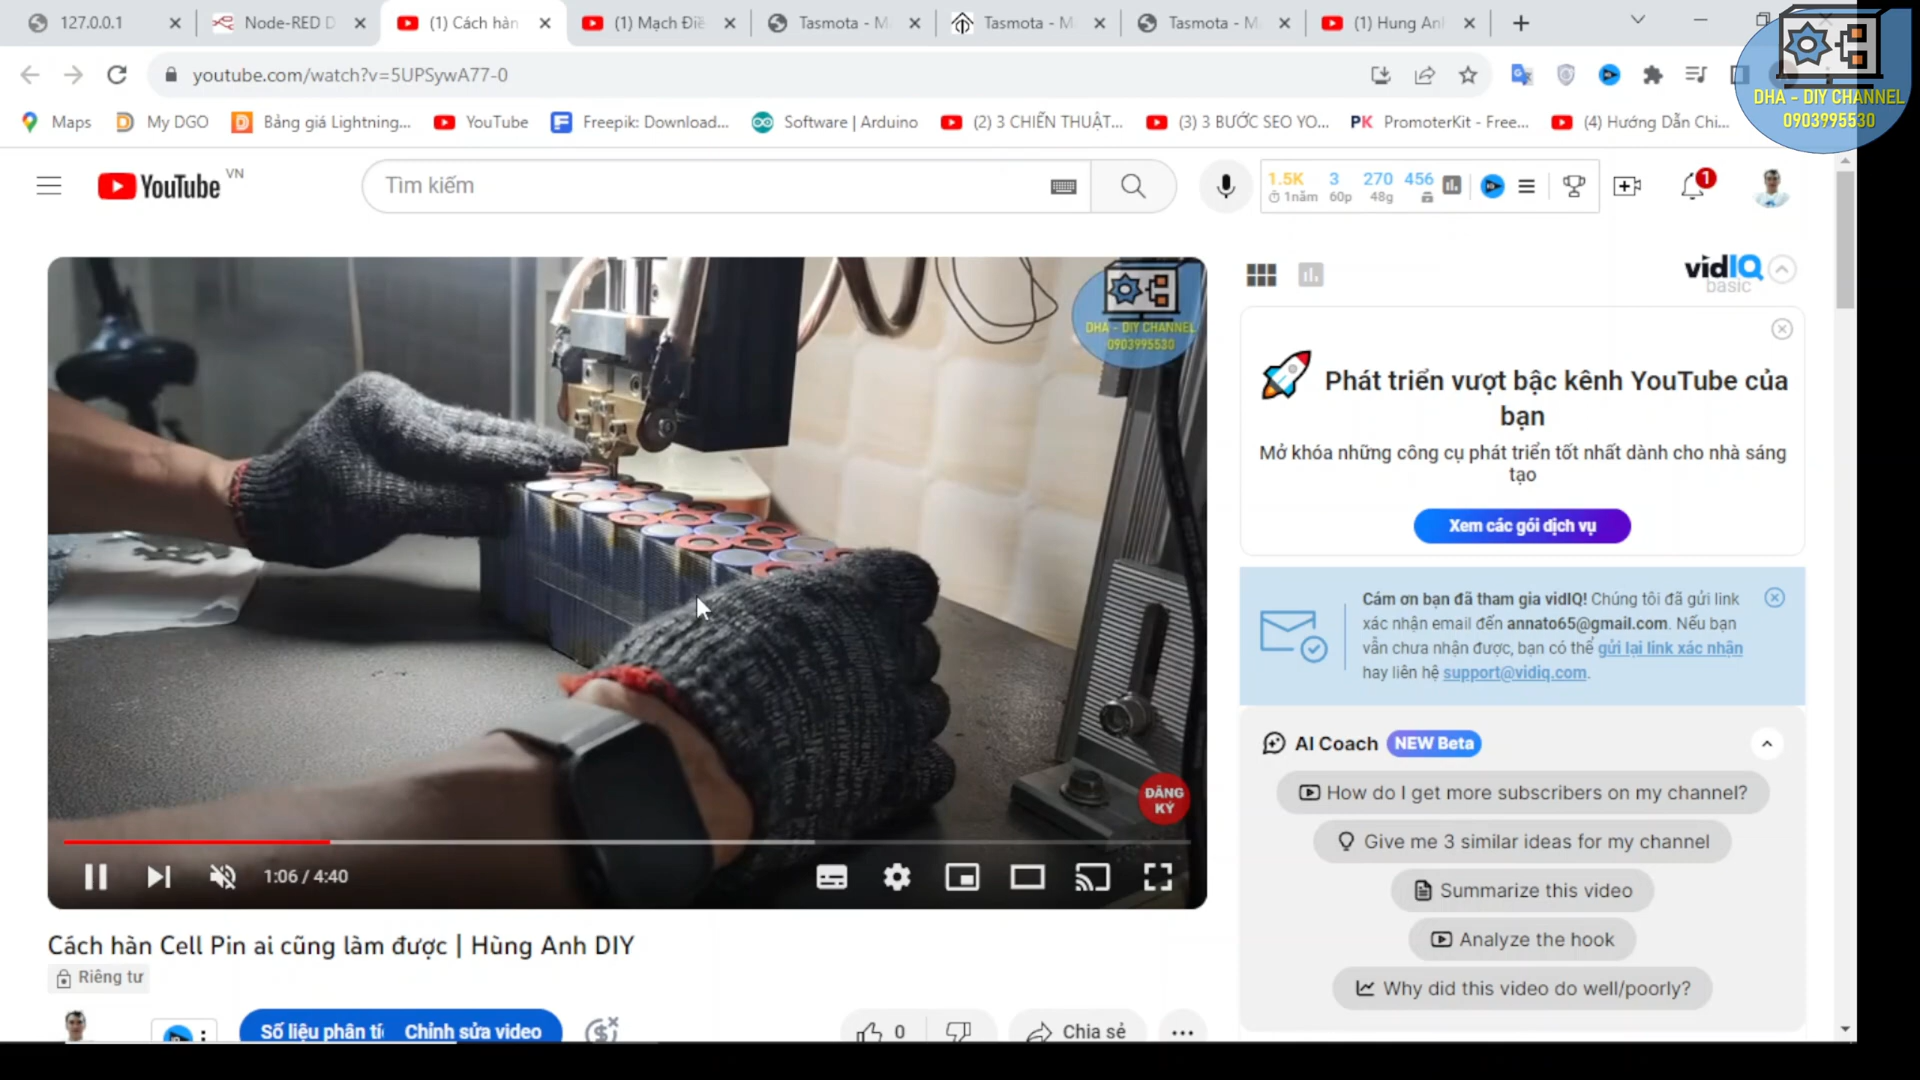 127.0.0.1
Node-RED D
(1) Cách hàn
(1) Mạch Điề
Tasmota - M
Tasmota - M
Tasmota - M
(1) Hung Anl
youtube.com/watch?v=5UPSywA77-0
Maps
My DGO
Bảng giá Lightning...
YouTube
Freepik: Download...
Software | Arduino
(2) 3 CHIẾN THUẬT...
(3) 3 BƯỚC SEO YO...
PK PromoterKit - Free...
(4) Hướng Dẫn Chi...
DHA - DIY CHANNEL
0903995530
YouTube VN
Tìm kiếm
1.5K 3 270 456
1năm 60p 48g
1
vidIQ
basic
DHA - DIY CHANNEL
0903995530
Phát triển vượt bậc kênh YouTube của
bạn
Mở khóa những công cụ phát triển tốt nhất dành cho nhà sáng
tạo
Xem các gói dịch vụ
Cám ơn bạn đã tham gia vidIQ! Chúng tôi đã gửi link
xác nhận email đến annato65@gmail.com. Nếu bạn
vẫn chưa nhận được, bạn có thể gửi lại link xác nhận
hay liên hệ support@vidiq.com.
AI Coach NEW Beta
How do I get more subscribers on my channel?
Give me 3 similar ideas for my channel
Summarize this video
Analyze the hook
Why did this video do well/poorly?
ĐĂNG
KÝ
1:06 / 4:40
Cách hàn Cell Pin ai cũng làm được | Hùng Anh DIY
Riêng tư
Số liệu phân tíc
Chỉnh sửa video
0
Chia sẻ